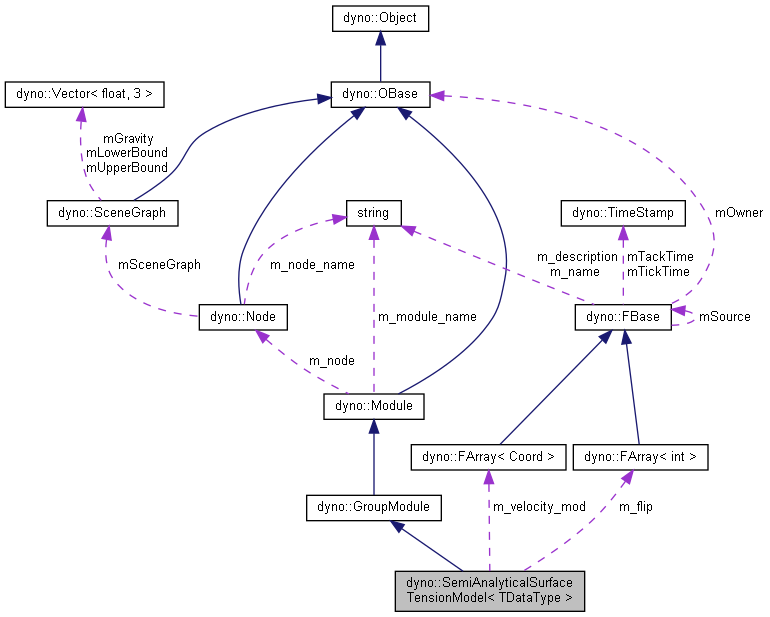 dyno::Object
dyno::Vector< float, 3 >
dyno::OBase
mGravity
mLowerBound
mUpperBound
dyno::SceneGraph
string
dyno::TimeStamp
mOwner
mSceneGraph
m_node_name
m_description
m_name
mTackTime
mTickTime
dyno::Node
m_module_name
dyno::FBase
mSource
m_node
dyno::Module
dyno::FArray< Coord >
dyno::FArray< int >
dyno::GroupModule
m_velocity_mod
m_flip
dyno::SemiAnalyticalSurface
TensionModel< TDataType >